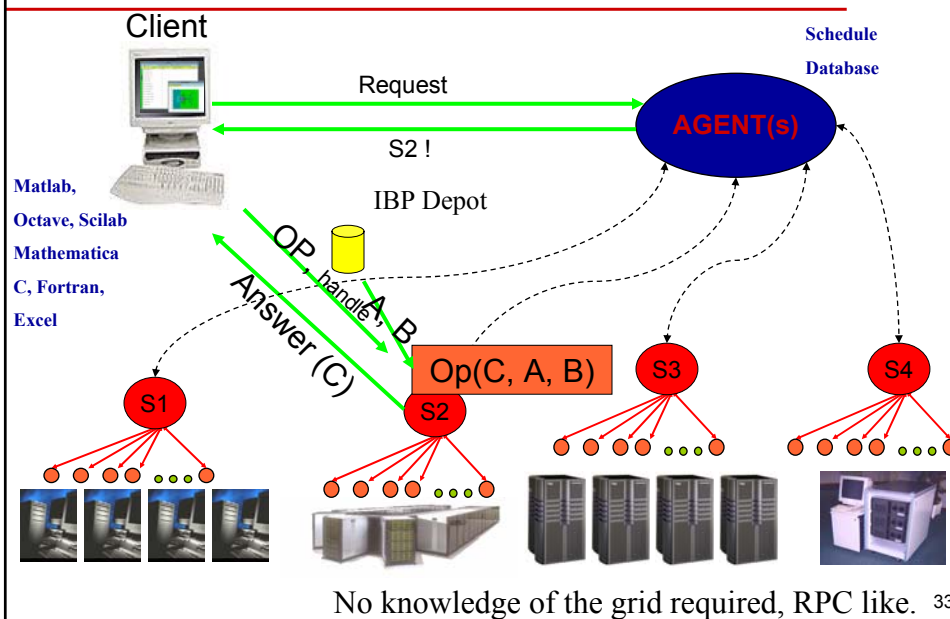 Client
Schedule
Database
Request
AGENT(s)
S2 !
Matlab,
Octave, Scilab
Mathematica
C, Fortran,
Excel
IBP Depot
OP, handle
A, B
Answer (C)
Op(C, A, B)
S1
S2
S3
S4
No knowledge of the grid required, RPC like.
33